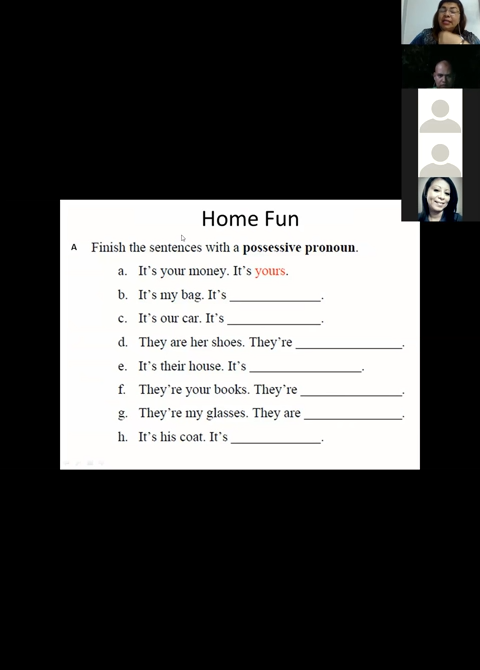 Home Fun
A Finish the sentences with a possessive pronoun.
a. It's your money. It's yours.
b. It's my bag. It's ______________.
c. It's our car. It's ______________.
d. They are her shoes. They're ________________.
e. It's their house. It's _________________.
f. They're your books. They're ________________.
g. They're my glasses. They are _______________.
h. It's his coat. It's ______________.